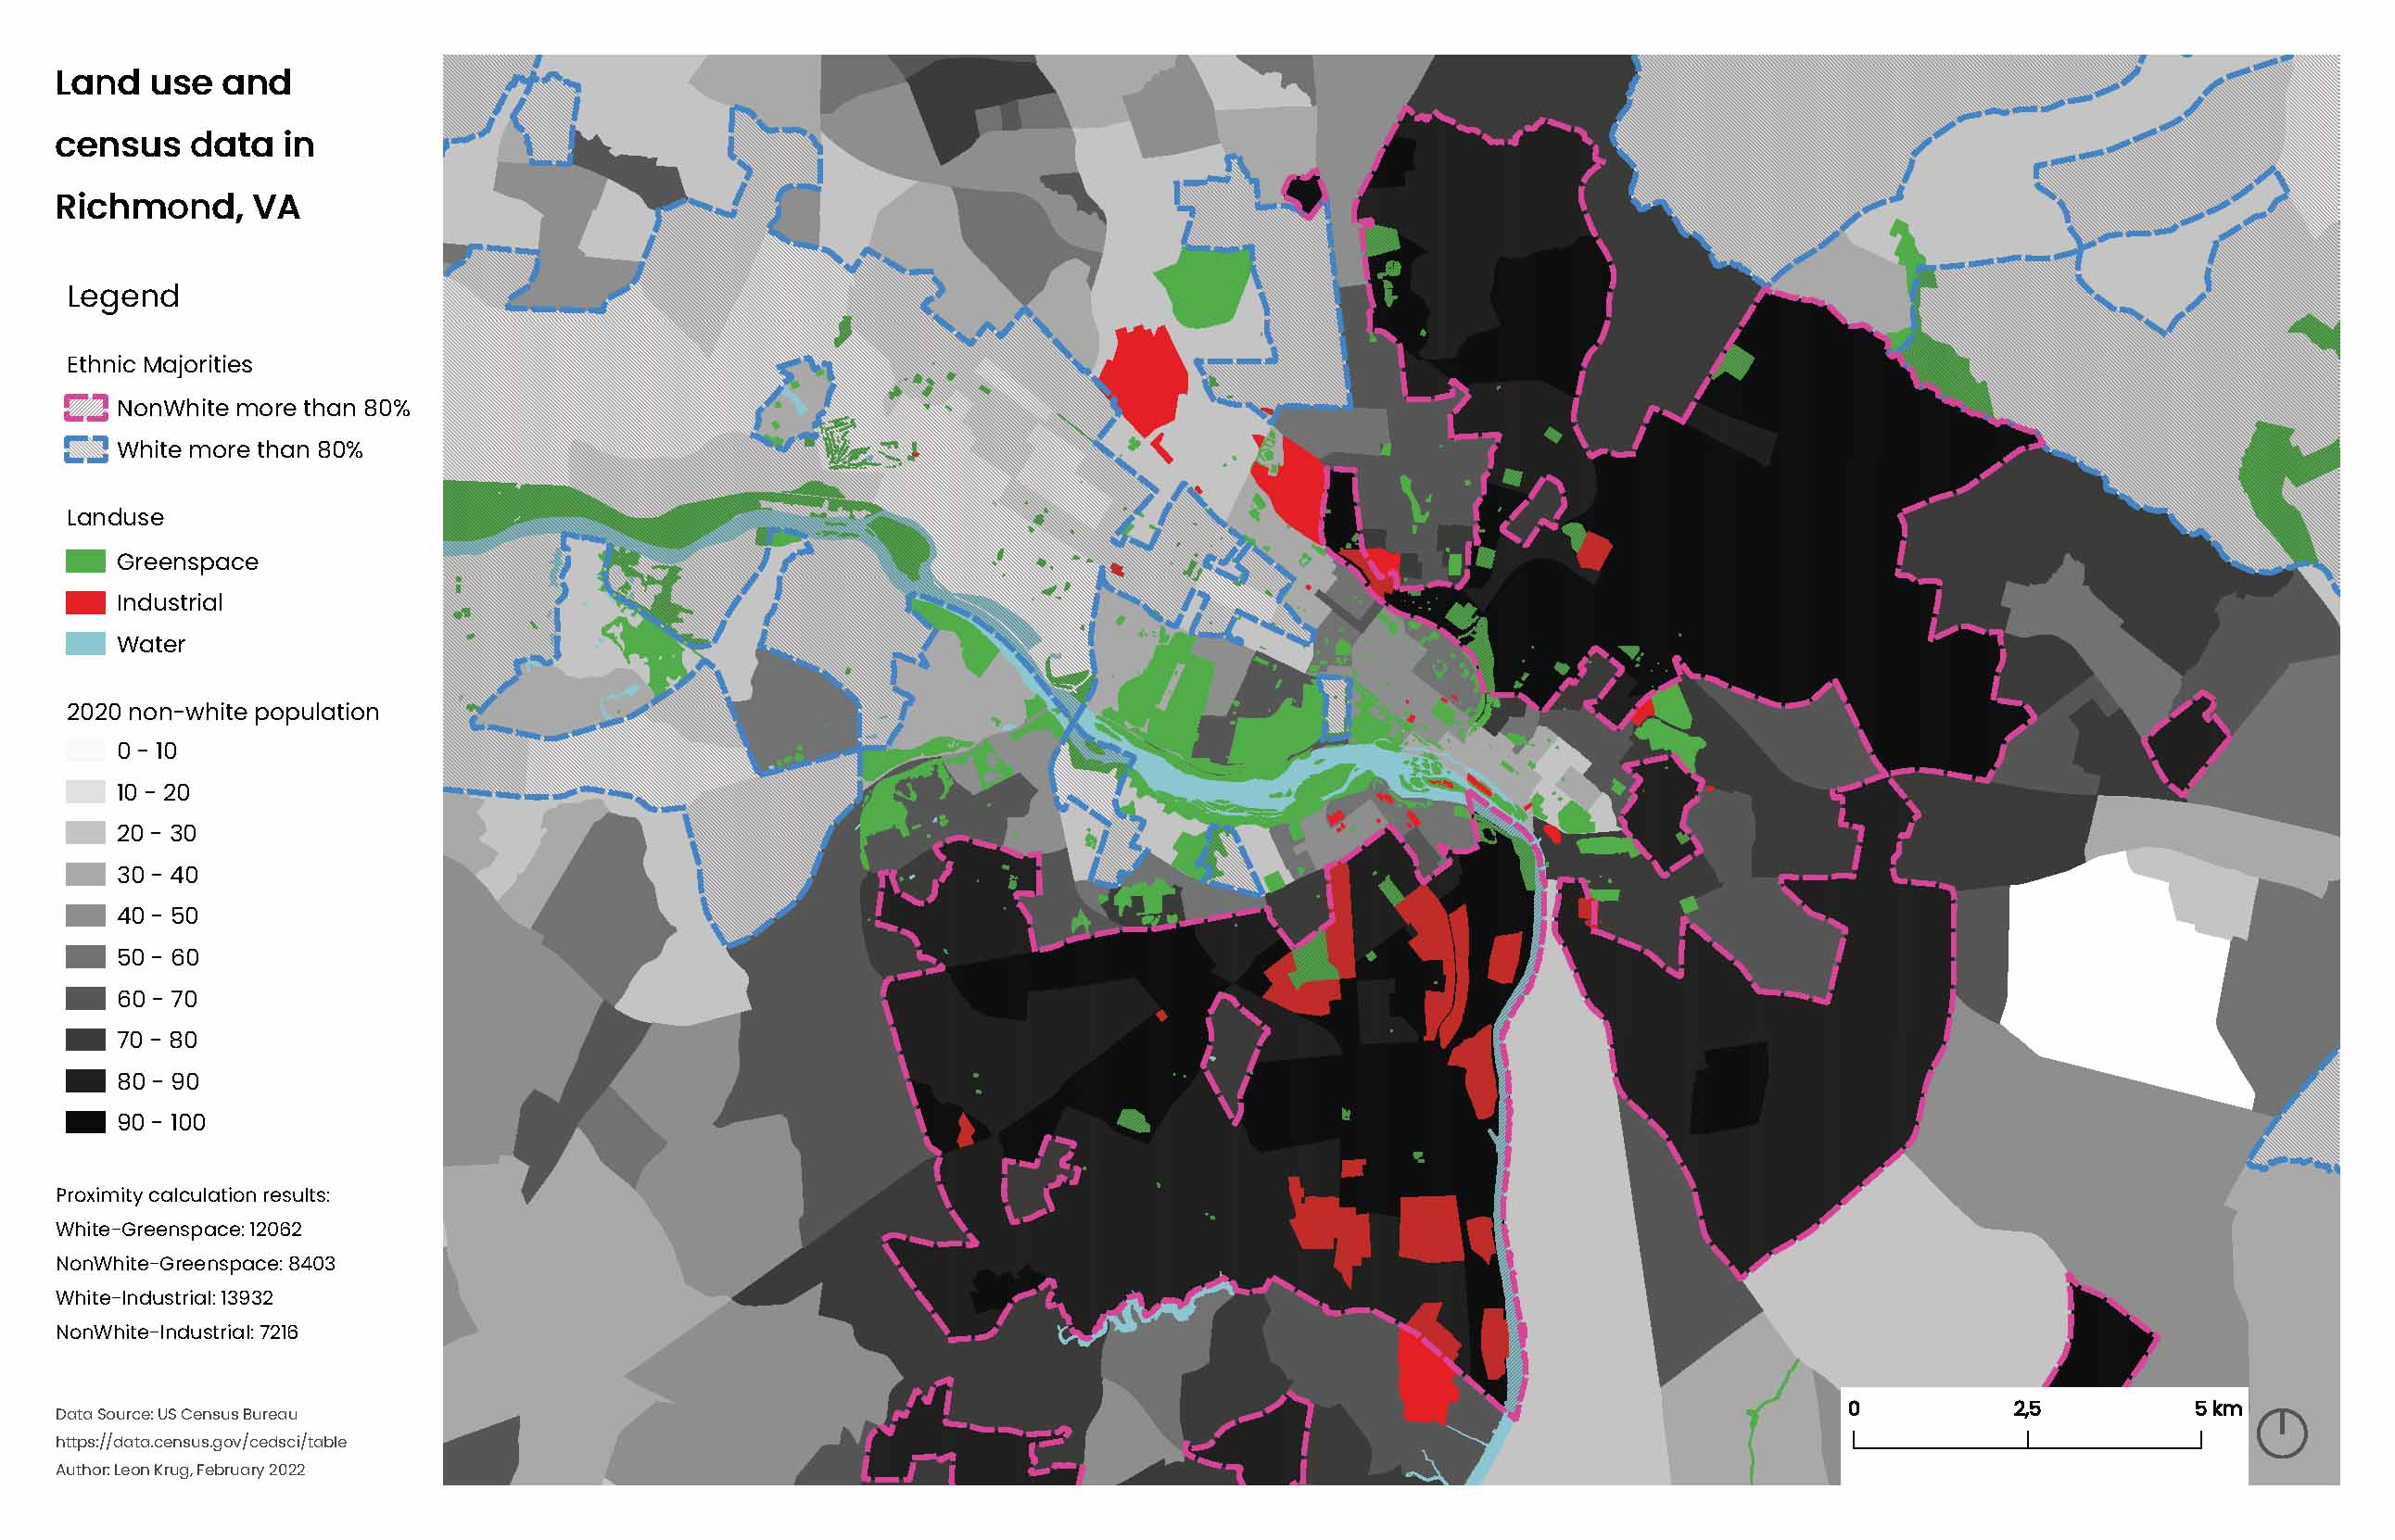 Land use and
census data in
Richmond, VA
Legend
Ethnic Majorities
NonWhite more than 80%
White more than 80%
Landuse
Greenspace
Industrial
Water
2020 non-white population
0 - 10
10 - 20
20 - 30
30 - 40
40 - 50
50 - 60
60 - 70
70 - 80
80 - 90
90 - 100
Proximity calculation results:
White-Greenspace: 12062
NonWhite-Greenspace: 8403
White-Industrial: 13932
NonWhite-Industrial: 7216
Data Source: US Census Bureau
https://data.census.gov/cedsci/table
Author: Leon Krug, February 2022
0 2,5 5 km